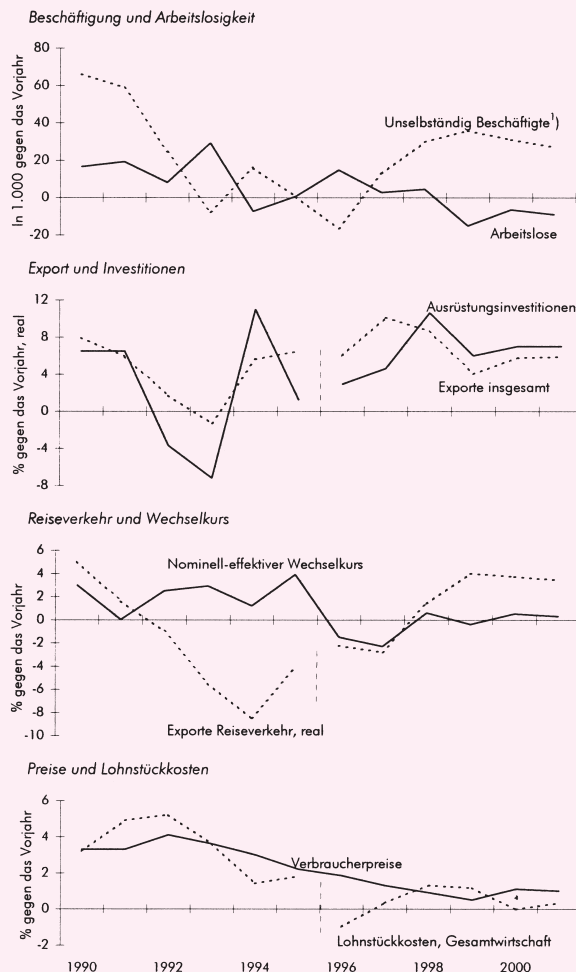 Beschäftigung und Arbeitslosigkeit
In 1.000 gegen das Vorjahr
80
60
40
20
0
-20
Unselbständig Beschäftigte¹)
Arbeitslose
Export und Investitionen
% gegen das Vorjahr, real
12
8
4
0
-4
-8
Ausrüstungsinvestitionen
Exporte insgesamt
Reiseverkehr und Wechselkurs
% gegen das Vorjahr
6
4
2
0
-2
-4
-6
-8
-10
Nominell-effektiver Wechselkurs
Exporte Reiseverkehr, real
Preise und Lohnstückkosten
% gegen das Vorjahr
6
4
2
0
-2
Verbraucherpreise
Lohnstückkosten, Gesamtwirtschaft
1990 1992 1994 1996 1998 2000